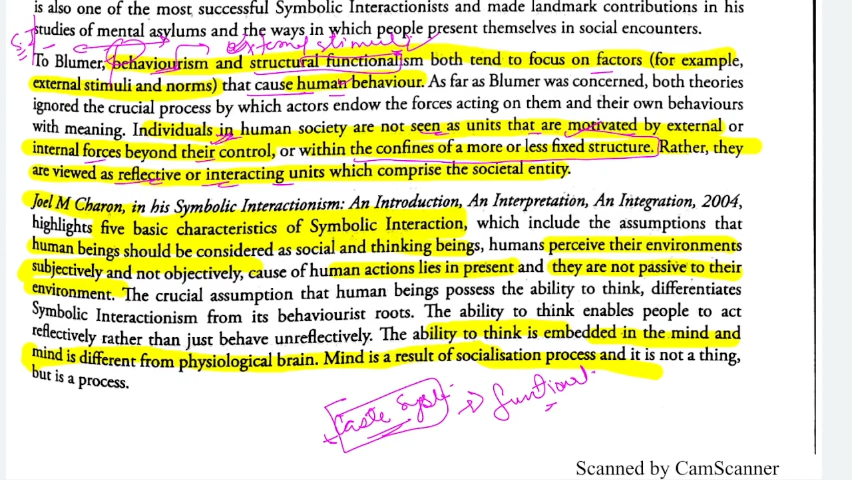 is also one of the most successful Symbolic Interactionists and made landmark contributions in his
studies of mental asylums and the ways in which people present themselves in social encounters.
External stimuli
To Blumer, behaviourism and structural functionalism both tend to focus on factors (for example,
external stimuli and norms) that cause human behaviour. As far as Blumer was concerned, both theories
ignored the crucial process by which actors endow the forces acting on them and their own behaviours
with meaning. Individuals in human society are not seen as units that are motivated by external or
internal forces beyond their control, or within the confines of a more or less fixed structure. Rather, they
are viewed as reflective or interacting units which comprise the societal entity.
Joel M Charon, in his Symbolic Interactionism: An Introduction, An Interpretation, An Integration, 2004,
highlights five basic characteristics of Symbolic Interaction, which include the assumptions that
human beings should be considered as social and thinking beings, humans perceive their environments
subjectively and not objectively, cause of human actions lies in present and they are not passive to their
environment. The crucial assumption that human beings possess the ability to think, differentiates
Symbolic Interactionism from its behaviourist roots. The ability to think enables people to act
reflectively rather than just behave unreflectively. The ability to think is embedded in the mind and
mind is different from physiological brain. Mind is a result of socialisation process and it is not a thing,
but is a process.
Caste System functional
Scanned by CamScanner